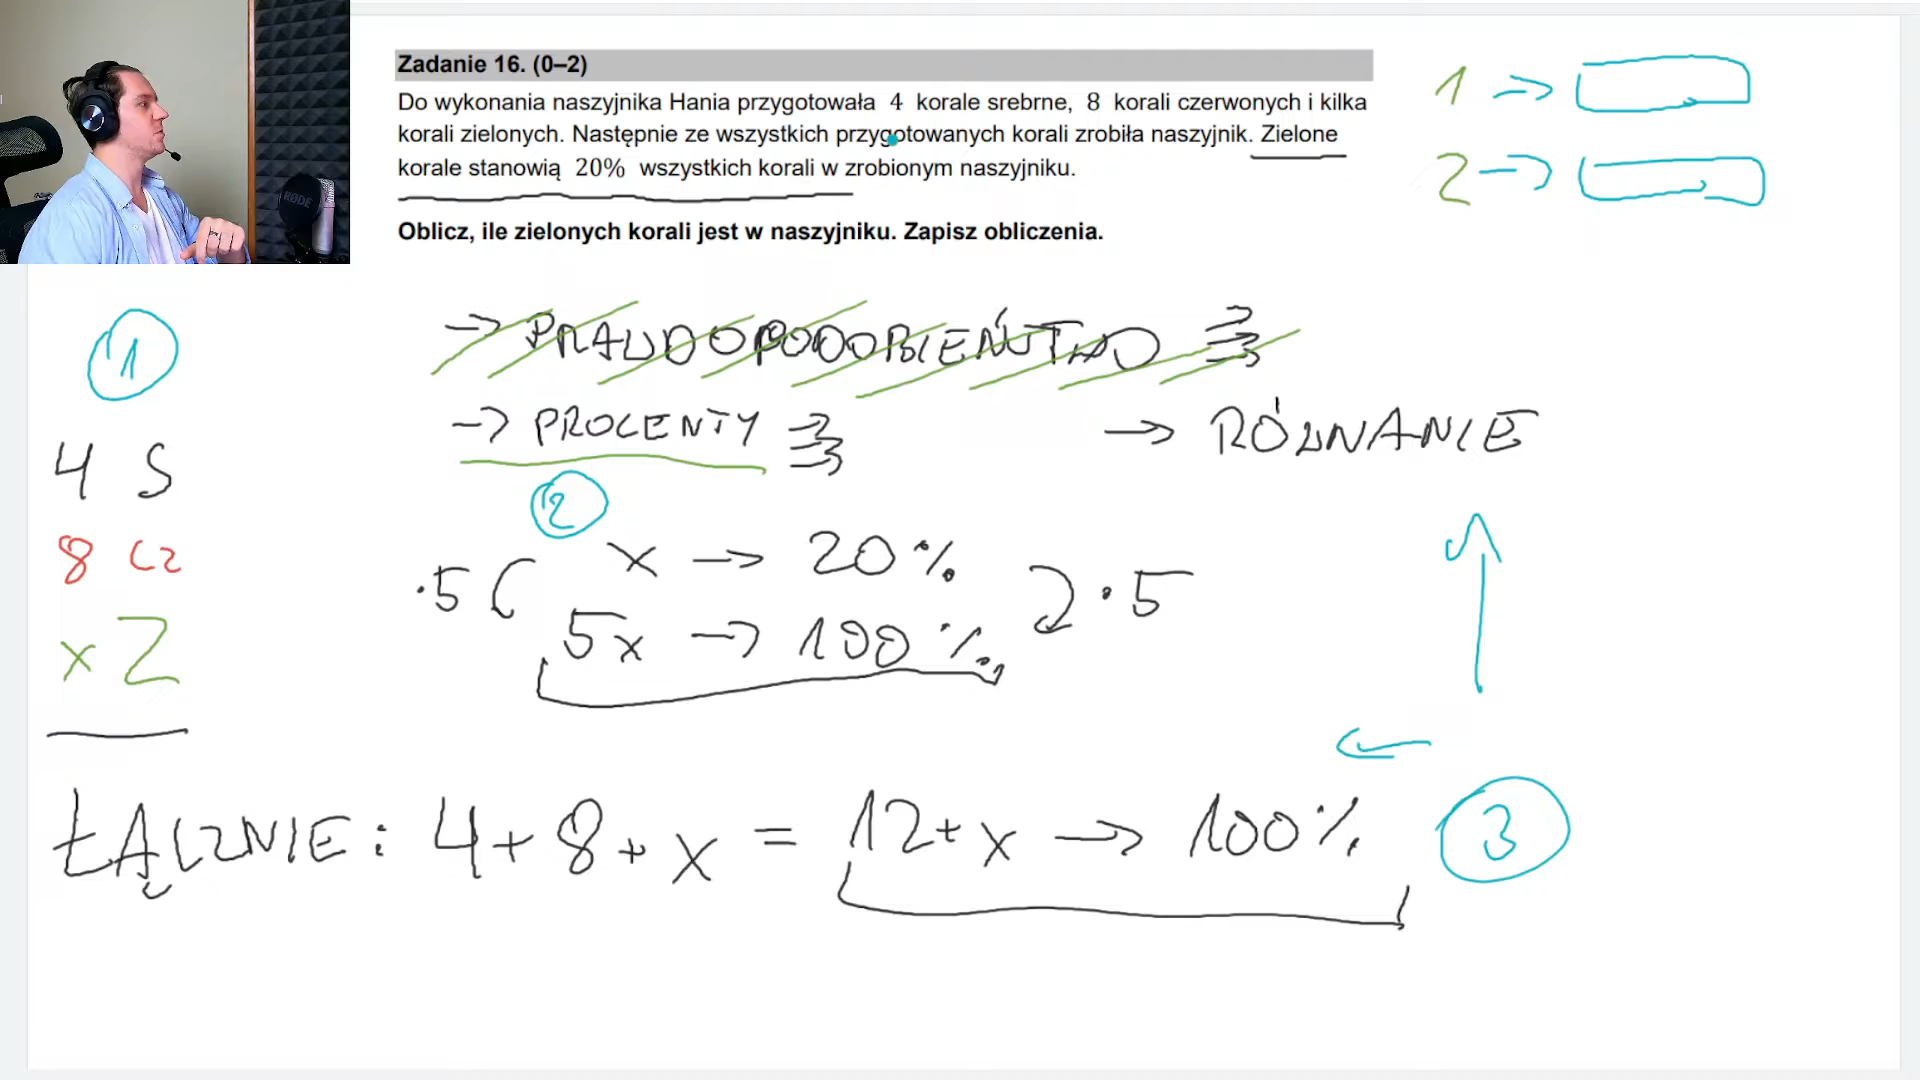 Zadanie 16. (0–2)
Do wykonania naszyjnika Hania przygotowała 4 korale srebrne, 8 korali czerwonych i kilka
korali zielonych. Następnie ze wszystkich przygotowanych korali zrobiła naszyjnik. Zielone
korale stanowią 20% wszystkich korali w zrobionym naszyjniku.
Oblicz, ile zielonych korali jest w naszyjniku. Zapisz obliczenia.
1 →
2 →
RØDE
→ PRAWDOPODOBIEŃSTWO
→ PROCENTY
→ RÓWNANIE
1
4 S
8 CZ
x Z
2
x → 20%
·5 ·5
5x → 100%
ŁĄCZNIE: 4 + 8 + x = 12 + x → 100%
3